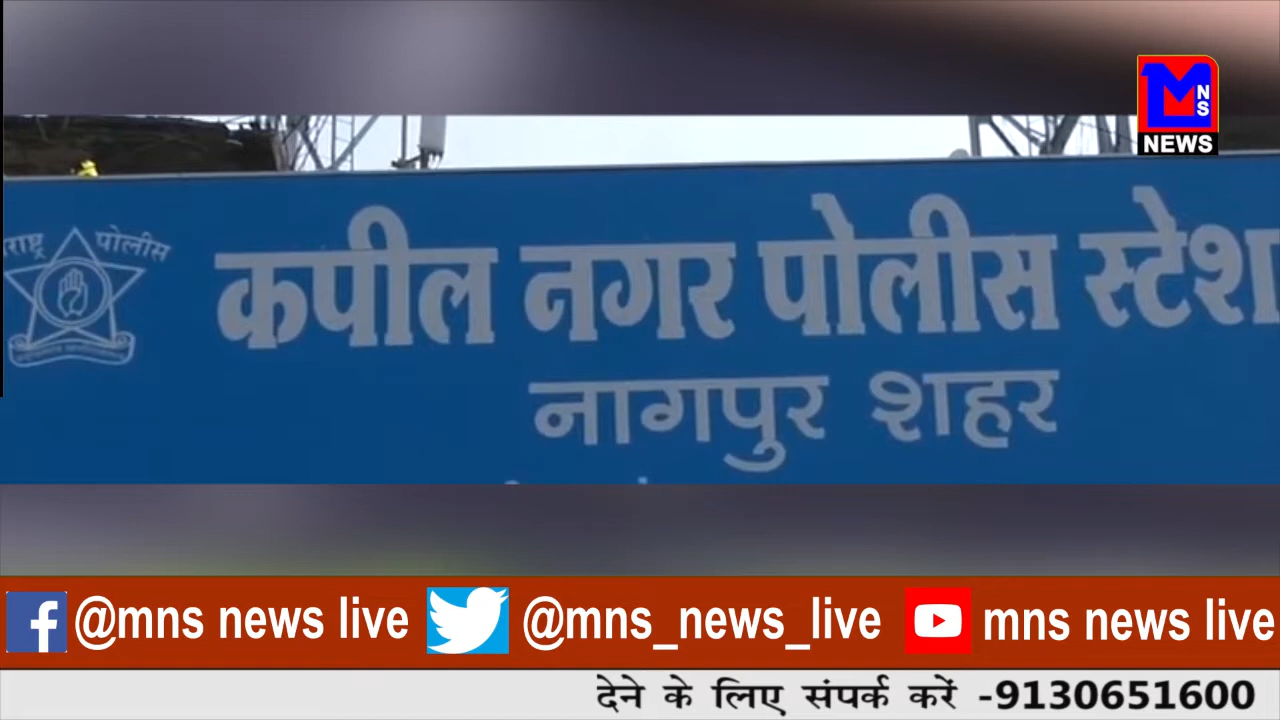 MNS
NEWS
पोलीस
कपील नगर पोलीस
नागपुर शहर
@mns news live @mns_news_live mns news live
देने के लिए संपर्क करें -9130651600